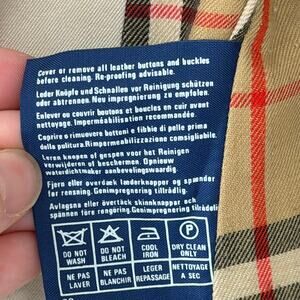 Cover or remove all leather buttons and buckles
before cleaning. Re-proofing advisable.
Leder Knöpfe und Schnallen vor Reinigung schützen
oder abtrennen. Neu imprägnierung zu empfehlen.
Enlever ou couvrir boutons et boucles en cuir avant
nettoyage. Imperméabilisation recommandée.
Coprire o rimuovere bottoni e fibbie di pelle prima
della politura. Rimpermeabilizzazione consigliabile.
Leren knopen of gespen voor het Reinigen
verwijderen of beschermen. Opnieuw
waterdichtmaker aanbevelingswaardig.
Fjern eller overdæk læderknapper og spænder
før rensning. Genimprægnering tilrådelig.
Avlägsna eller övertäck skinnknappar och
spännen före rengöring. Genimpregnering
DO NOT
WASH
DO NOT
BLEACH
COOL
IRON
P
DRY CLEAN
ONLY
NE PAS
LAVER
NE PAS
BLANCHIR
LEGER
REPASSAGE
NETTOYAGE
A SEC